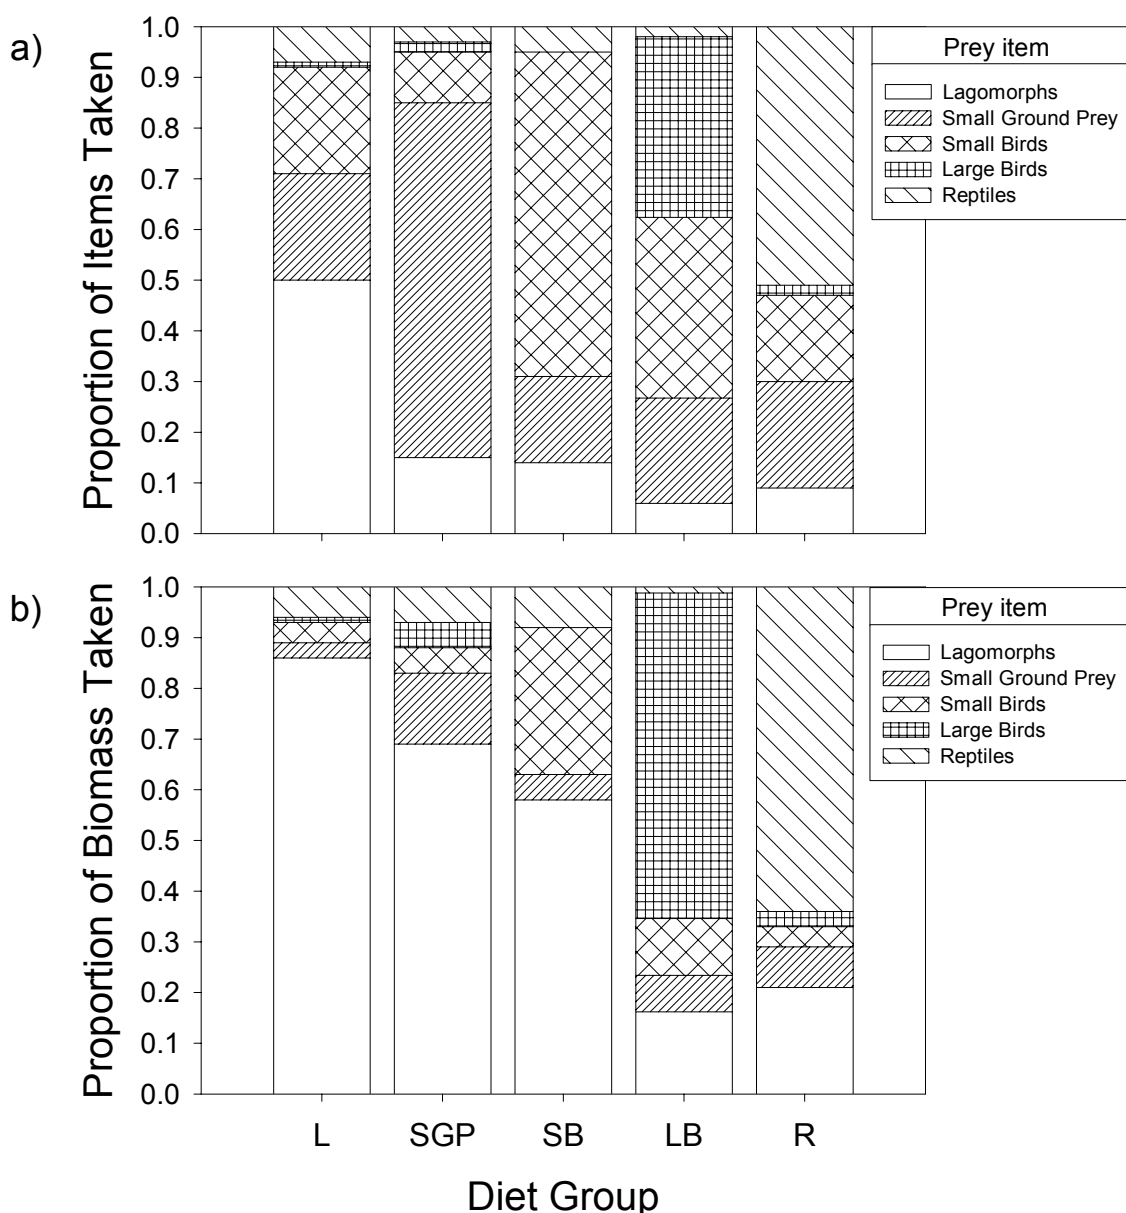 a)
Proportion of Items Taken
1.0
0.9
0.8
0.7
0.6
0.5
0.4
0.3
0.2
0.1
0.0
Prey item
Lagomorphs
Small Ground Prey
Small Birds
Large Birds
Reptiles
b)
Proportion of Biomass Taken
1.0
0.9
0.8
0.7
0.6
0.5
0.4
0.3
0.2
0.1
0.0
Prey item
Lagomorphs
Small Ground Prey
Small Birds
Large Birds
Reptiles
L SGP SB LB R
Diet Group